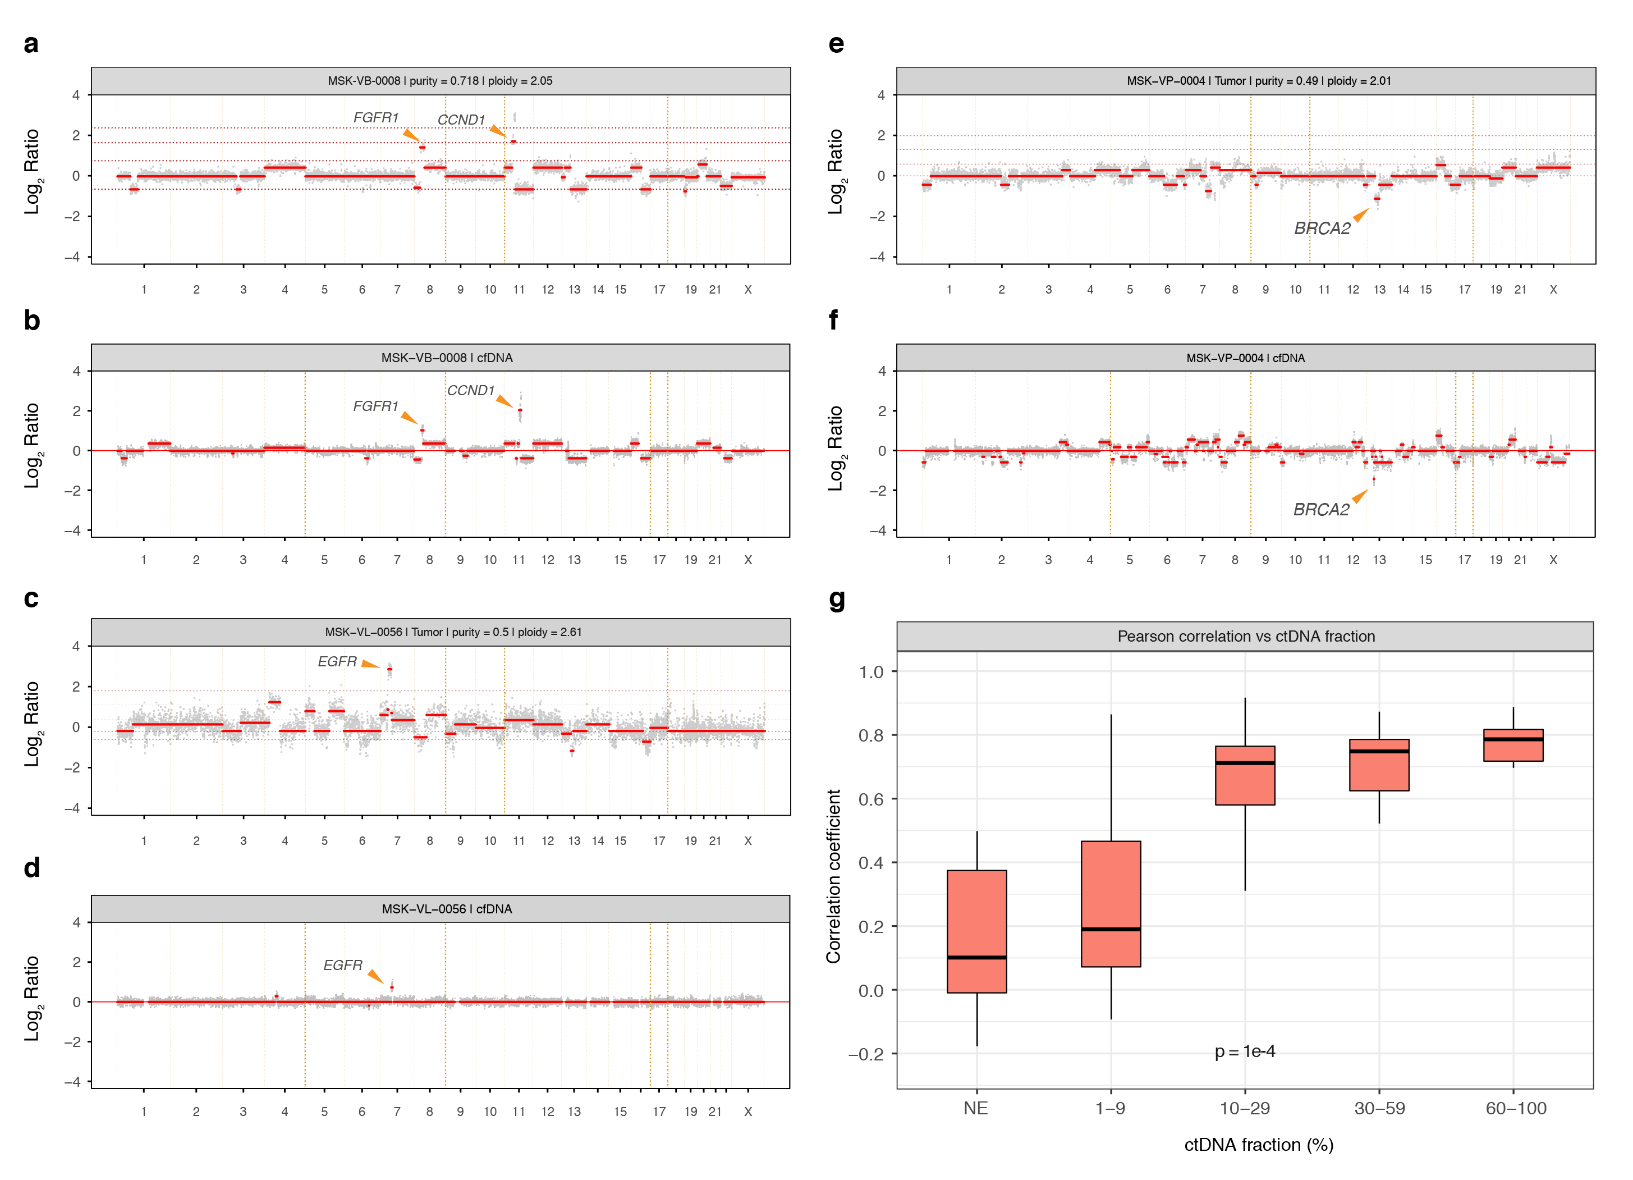 a
MSK-VB-0008 | purity = 0.718 | ploidy = 2.05
Log2 Ratio
4
2
0
−2
−4
FGFR1
CCND1
1 2 3 4 5 6 7 8 9 10 11 12 13 14 15 17 19 21 X
b
MSK−VB−0008 | cfDNA
Log2 Ratio
4
2
0
−2
−4
FGFR1
CCND1
1 2 3 4 5 6 7 8 9 10 11 12 13 14 15 17 19 21 X
c
MSK−VL−0056 | Tumor | purity = 0.5 | ploidy = 2.61
Log2 Ratio
4
2
0
−2
−4
EGFR
1 2 3 4 5 6 7 8 9 10 11 12 13 14 15 17 19 21 X
d
MSK−VL−0056 | cfDNA
Log2 Ratio
4
2
0
−2
−4
EGFR
1 2 3 4 5 6 7 8 9 10 11 12 13 14 15 17 19 21 X
e
MSK−VP−0004 | Tumor | purity = 0.49 | ploidy = 2.01
Log2 Ratio
4
2
0
−2
−4
BRCA2
1 2 3 4 5 6 7 8 9 10 11 12 13 14 15 17 19 21 X
f
MSK−VP−0004 | cfDNA
Log2 Ratio
4
2
0
−2
−4
BRCA2
1 2 3 4 5 6 7 8 9 10 11 12 13 14 15 17 19 21 X
g
Pearson correlation vs ctDNA fraction
Correlation coefficient
1.0
0.8
0.6
0.4
0.2
0.0
−0.2
p = 1e-4
NE 1−9 10−29 30−59 60−100
ctDNA fraction (%)